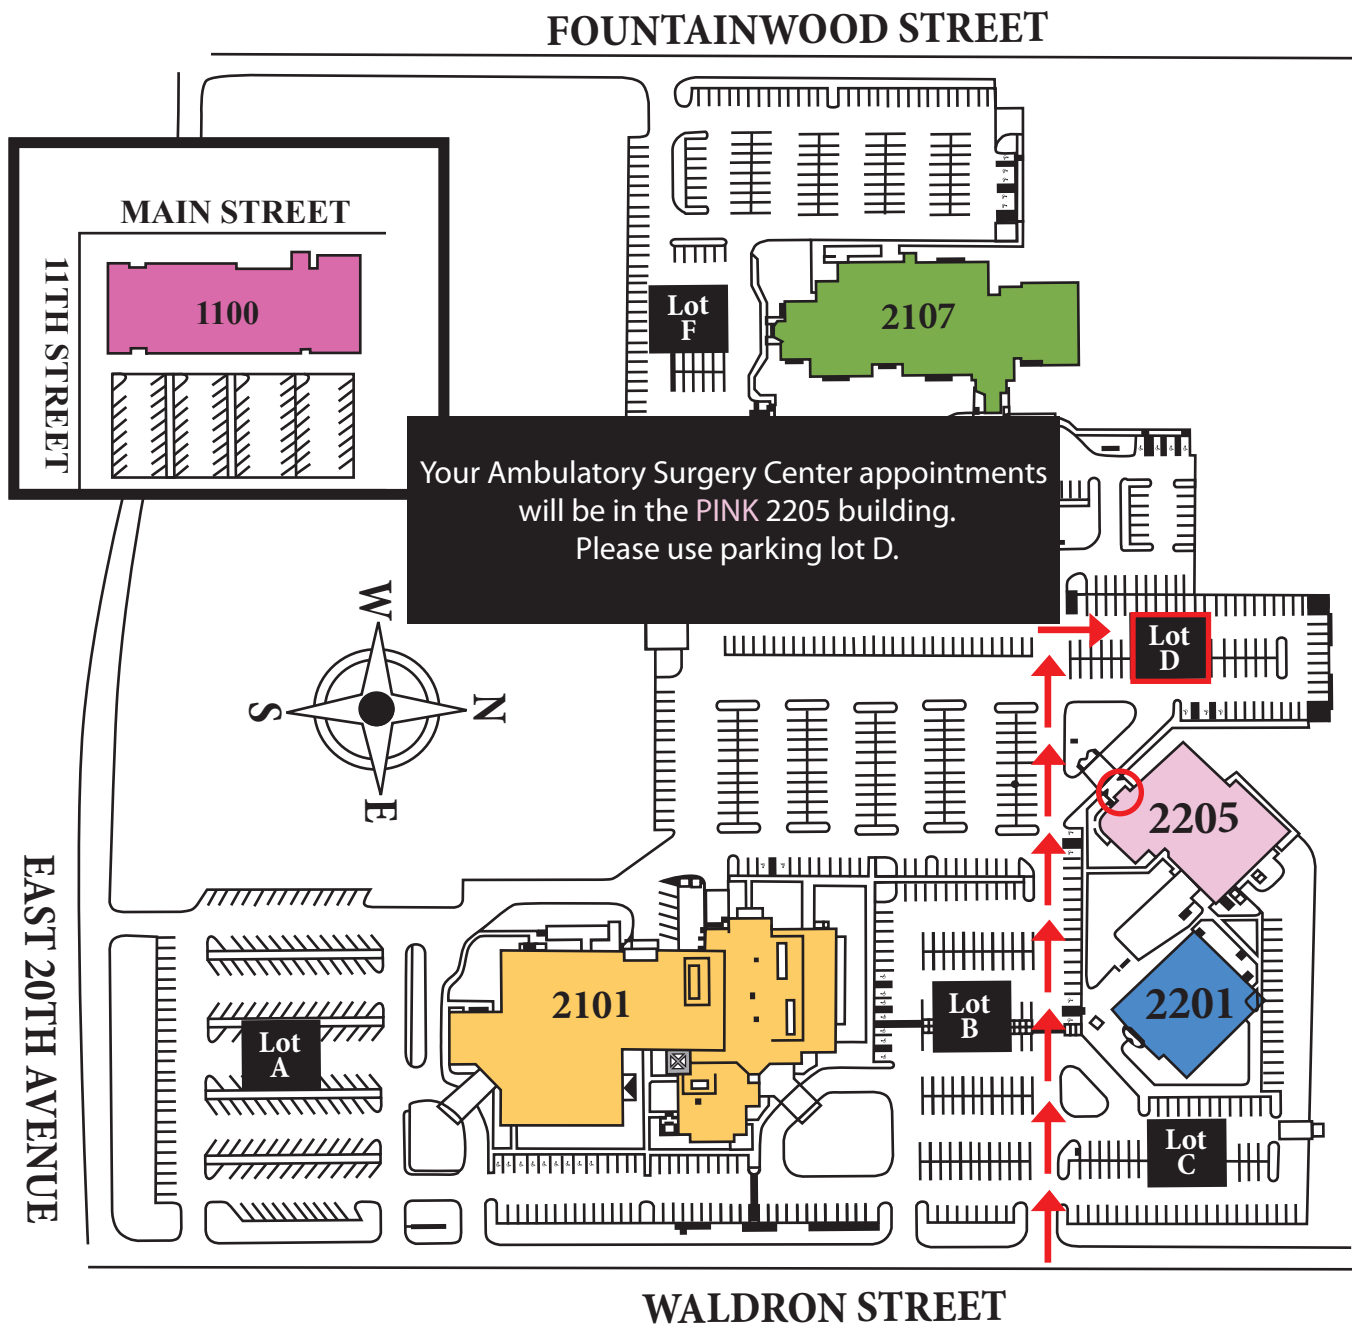 FOUNTAINWOOD STREET
MAIN STREET
11TH STREET
1100
Lot
F
2107
Your Ambulatory Surgery Center appointments
will be in the PINK 2205 building.
Please use parking lot D.
W
N
S
E
Lot
D
2205
EAST 20TH AVENUE
2101
Lot
A
Lot
B
2201
Lot
C
WALDRON STREET